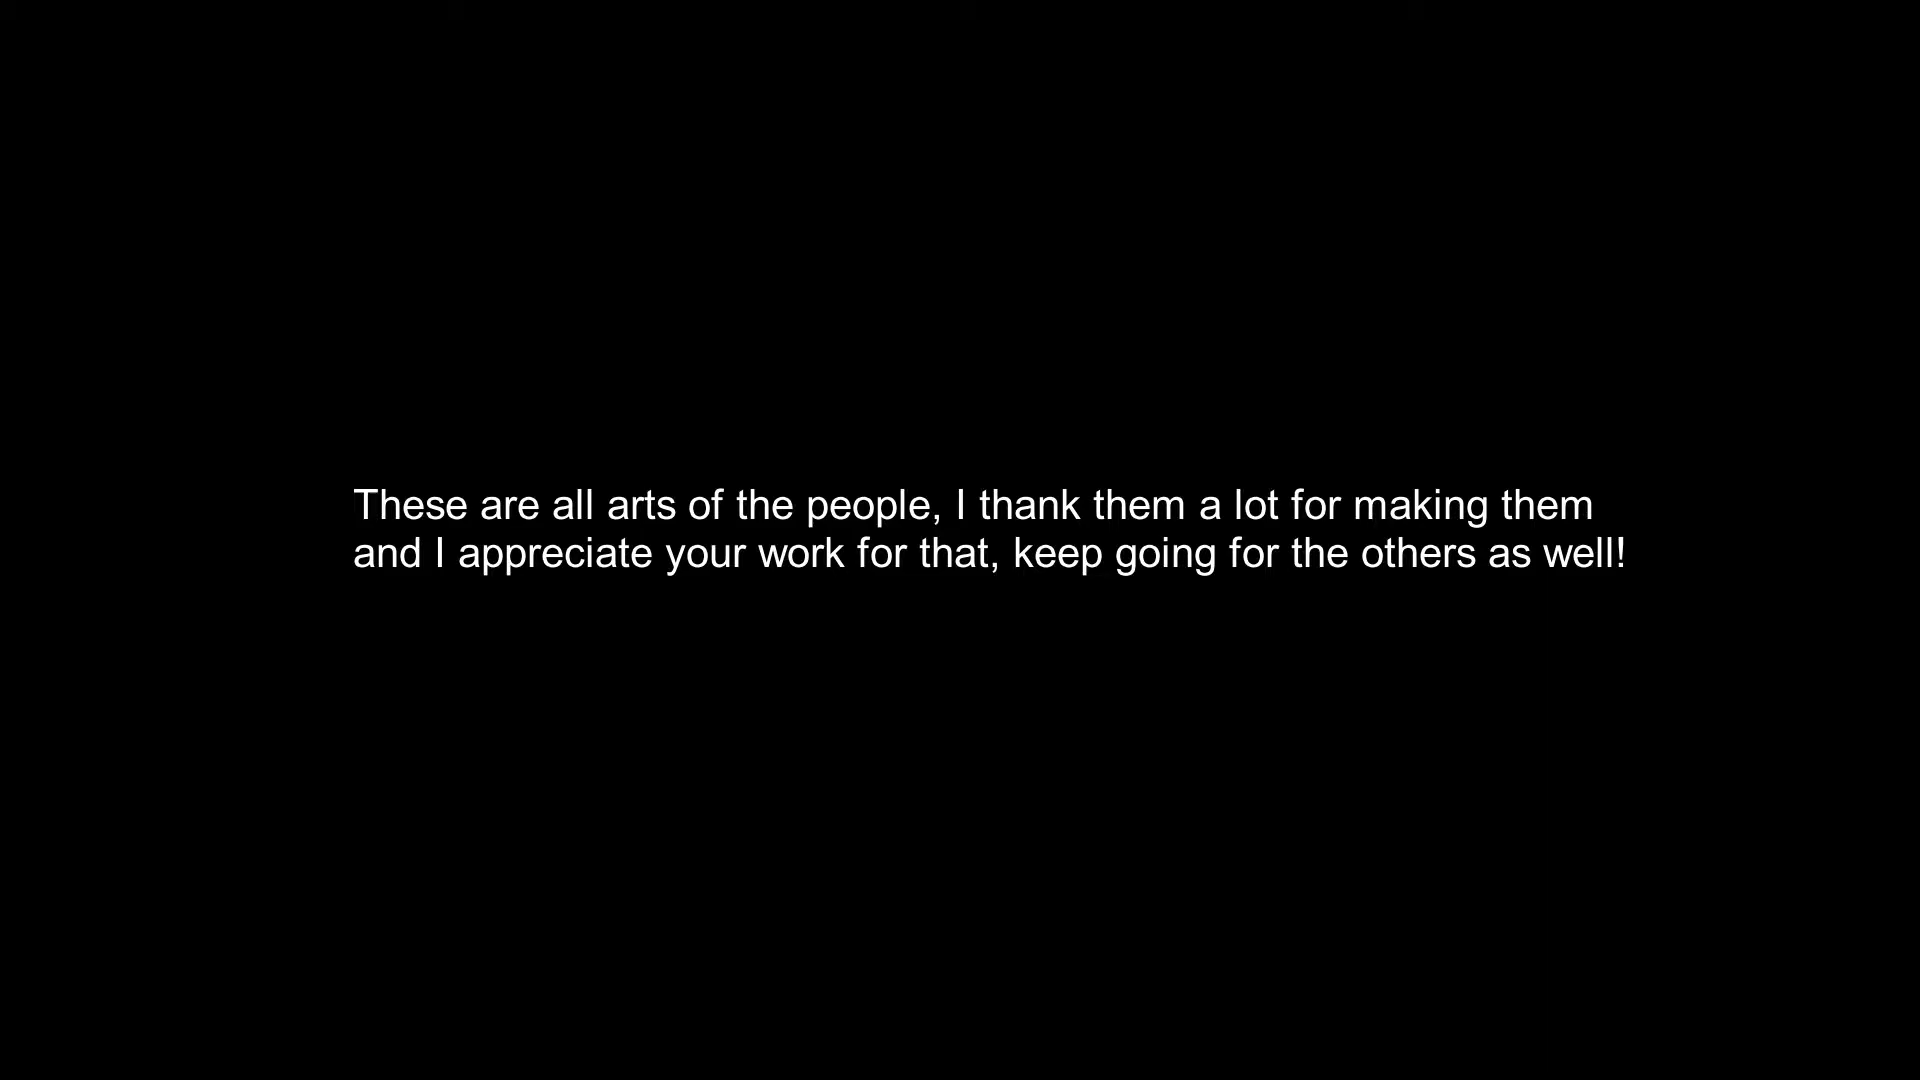 These are all arts of the people, I thank them a lot for making them
and I appreciate your work for that, keep going for the others as well!